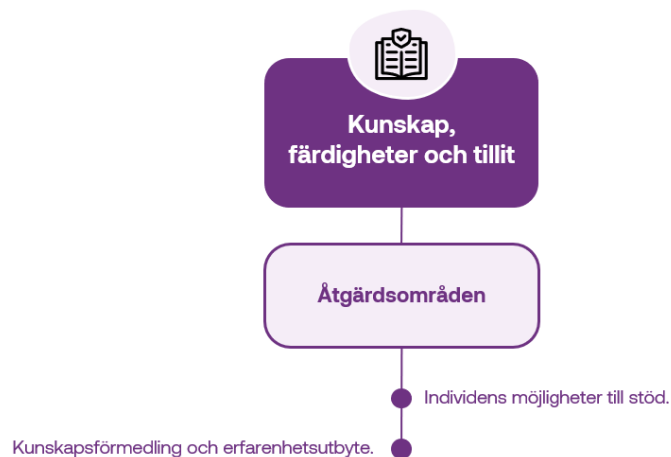 Kunskap,
färdigheter och tillit
Åtgärdsområden
Individens möjligheter till stöd.
Kunskapsförmedling och erfarenhetsutbyte.